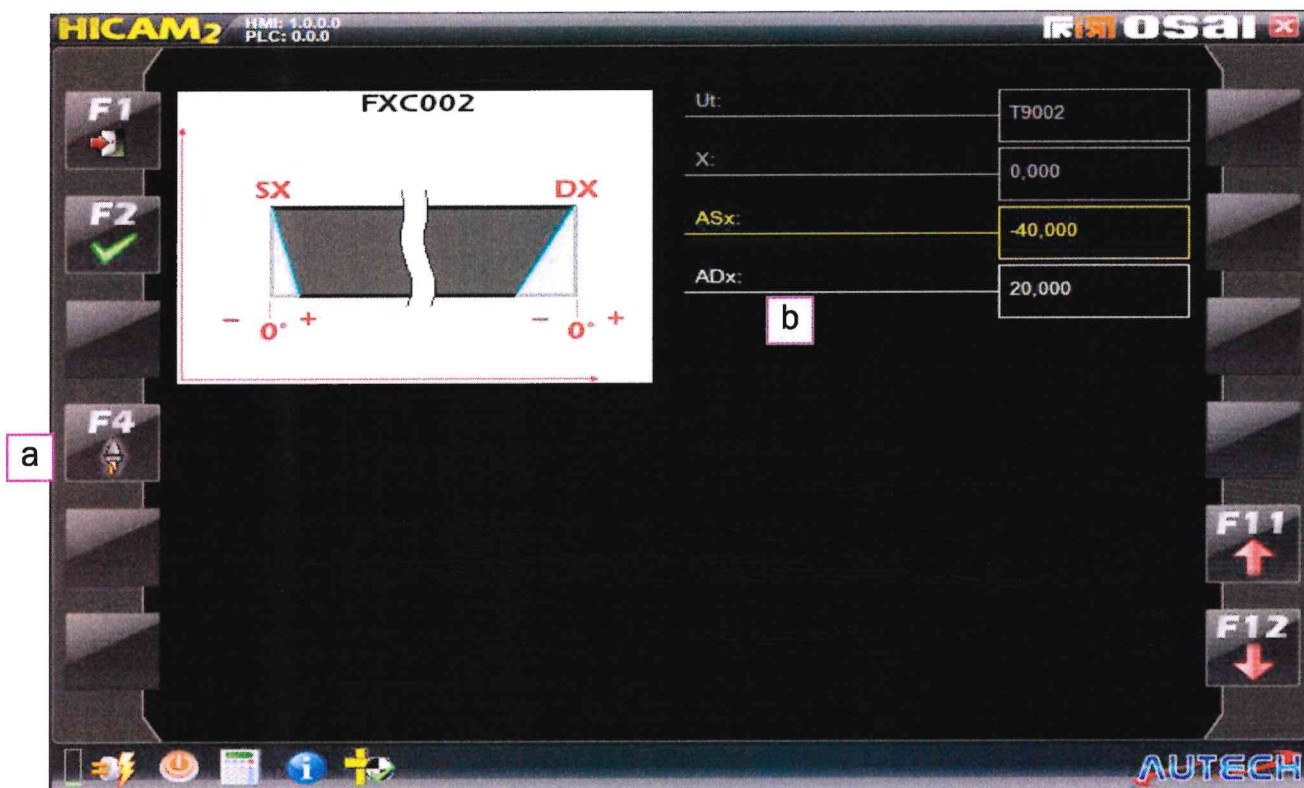 HICAM2
HMI: 1.0.0.0
PLC: 0.0.0
osai
F1
F2
a
F4
FXC002
SX
DX
- 0° +
- 0° +
Ut:
T9002
X:
0,000
ASx:
-40,000
ADx:
20,000
b
F11
F12
AUTECH